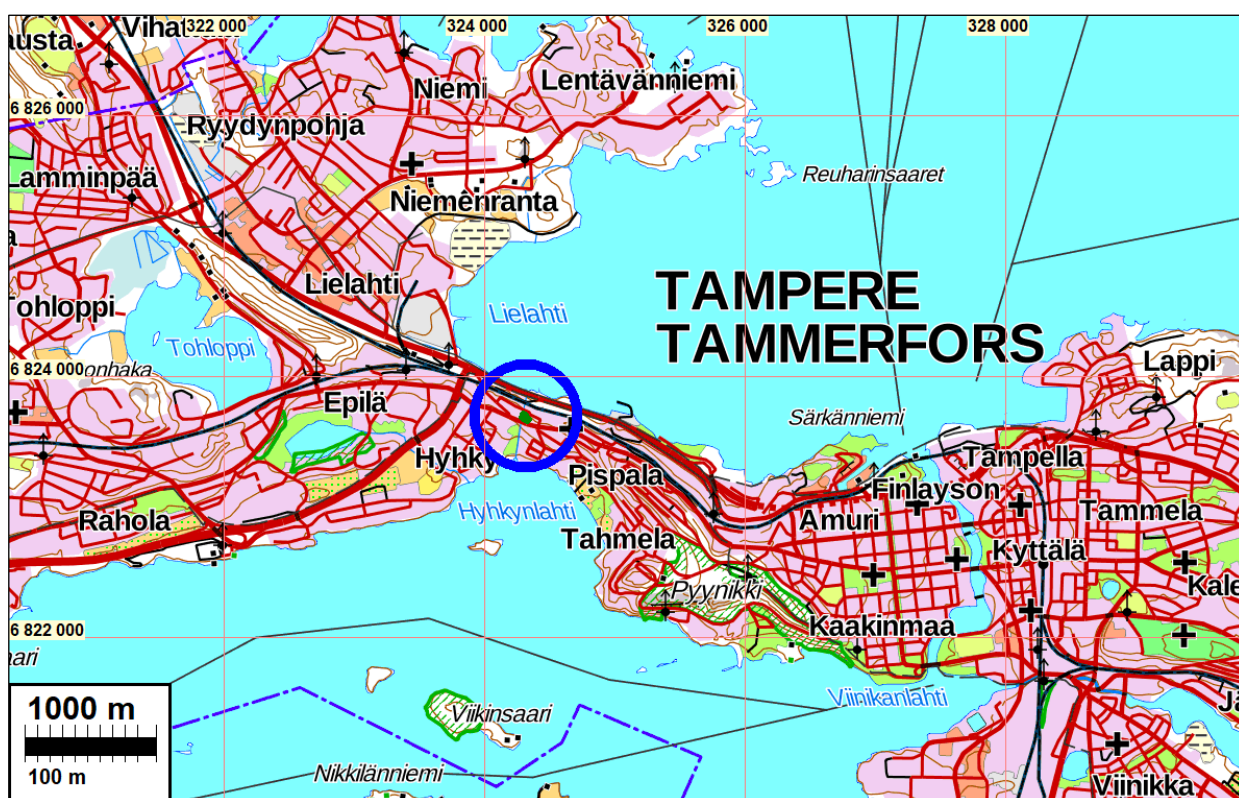 322 000
324 000
326 000
328 000
Niemi
Lentävänniemi
6 826 000
Ryydynpohja
Lamminpää
Reuharinsaaret
Niemenranta
Lielahti
TAMPERE
TAMMERFORS
Lielahti
Tohloppi
Lappi
6 824 000
Epilä
Särkänniemi
Hyhky
Pispala
Tampella
Finlayson
Rahola
Hyhkynlahti
Amuri
Tammela
Tahmela
Kyttälä
Pyynikki
Kale
6 822 000
Kaakinmaa
aari
Viinikanlahti
1000 m
100 m
Viikinsaari
Nikkilänniemi
Viinikka